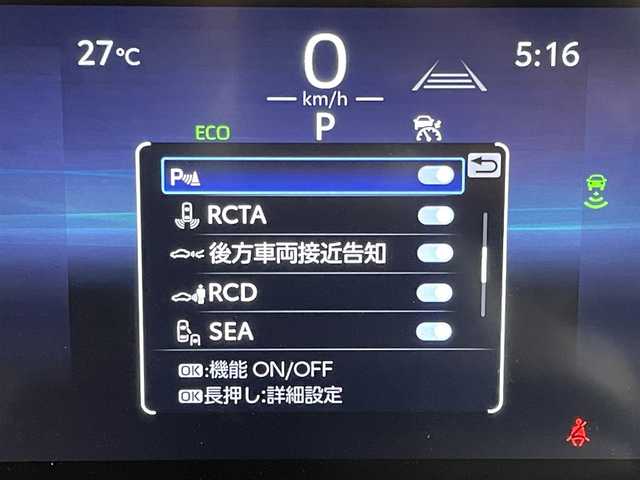 27℃
0
5:16
km/h
ECO
P
P
RCTA
後方車両接近告知
RCD
SEA
OK:機能 ON/OFF
OK長押し:詳細設定